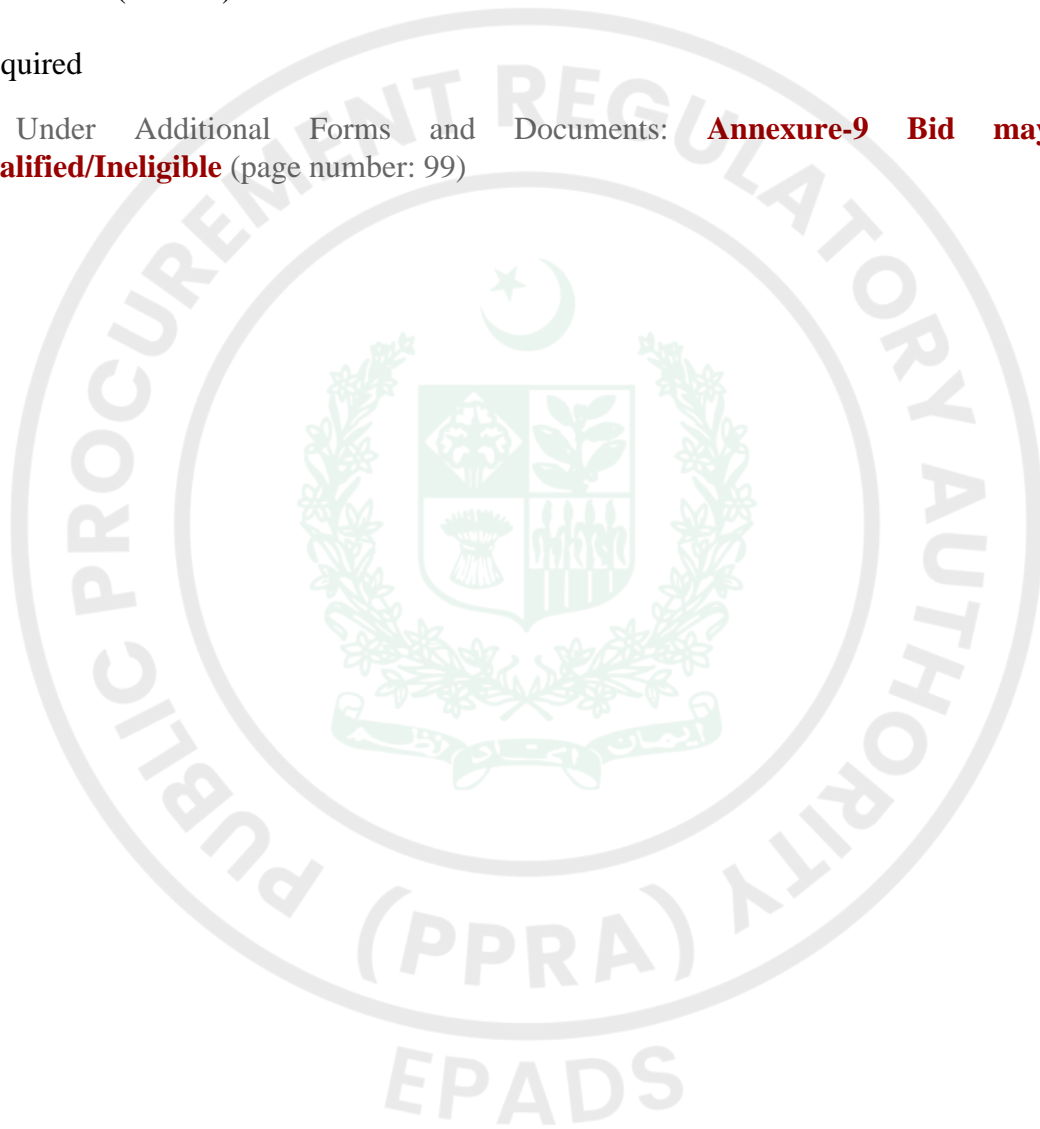 quired
Under Additional Forms and Documents: Annexure-9 Bid may
alified/Ineligible (page number: 99)
PUBLIC PROCUREMENT REGULATORY AUTHORITY
(PPRA)
EPADS